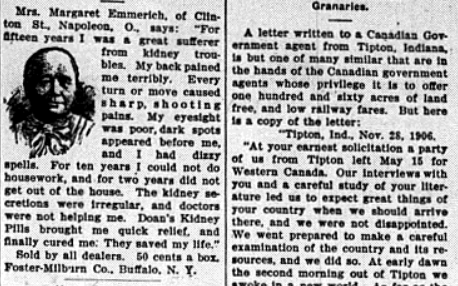 Mrs. Margaret Emmerich, of Clin-
ton St., Napoleon, O., says: "For
fifteen years I was a great sufferer
from kidney trou-
bles. My back pained
me terribly. Every
turn or move caused
sharp, shooting
pains. My eyesight
was poor, dark spots
appeared before me,
and I had dizzy
spells. For ten years I could not do
housework, and for two years did not
get out of the house. The kidney se-
cretions were irregular, and doctors
were not helping me. Doan's Kidney
Pills brought me quick relief, and
finally cured me. They saved my life."
Sold by all dealers. 50 cents a box.
Foster-Milburn Co., Buffalo, N. Y.
Granaries.
A letter written to a Canadian Gov-
ernment agent from Tipton, Indiana,
is but one of many similar that are in
the hands of the Canadian government
agents whose privilege it is to offer
one hundred and sixty acres of land
free, and low railway fares. But here
is a copy of the letter:
"Tipton, Ind., Nov. 28, 1906.
"At your earnest solicitation a party
of us from Tipton left May 15 for
Western Canada. Our interviews with
you and a careful study of your liter-
ature led us to expect great things of
your country when we should arrive
there, and we were not disappointed.
We went prepared to make a careful
examination of the country and its re-
sources, and we did so. At early dawn
the second morning out of Tipton we
awoke in a new world. As far as the